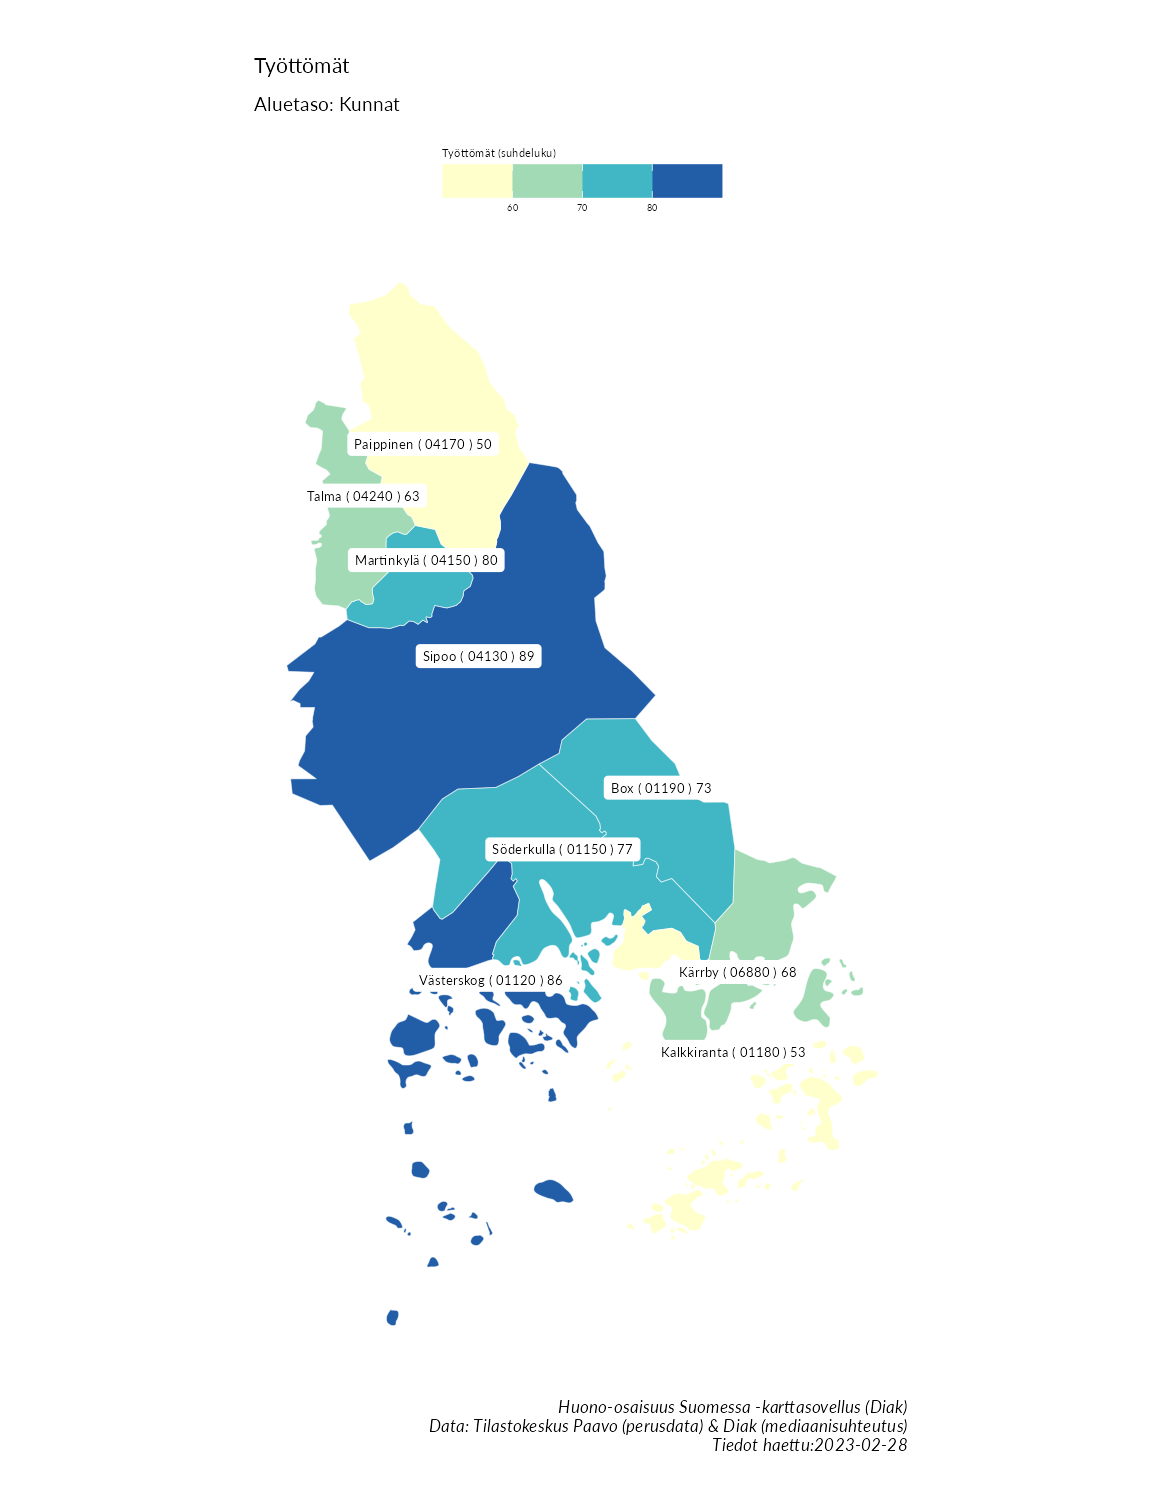 Työttömät
Aluetaso: Kunnat
Työttömät (suhdeluku)
60 70 80
Paippinen ( 04170 ) 50
Talma ( 04240 ) 63
Martinkylä ( 04150 ) 80
Sipoo ( 04130 ) 89
Box ( 01190 ) 73
Söderkulla ( 01150 ) 77
Kärrby ( 06880 ) 68
Västerskog ( 01120 ) 86
Kalkkiranta ( 01180 ) 53
Huono-osaisuus Suomessa -karttasovellus (Diak)
Data: Tilastokeskus Paavo (perusdata) & Diak (mediaanisuhteutus)
Tiedot haettu:2023-02-28